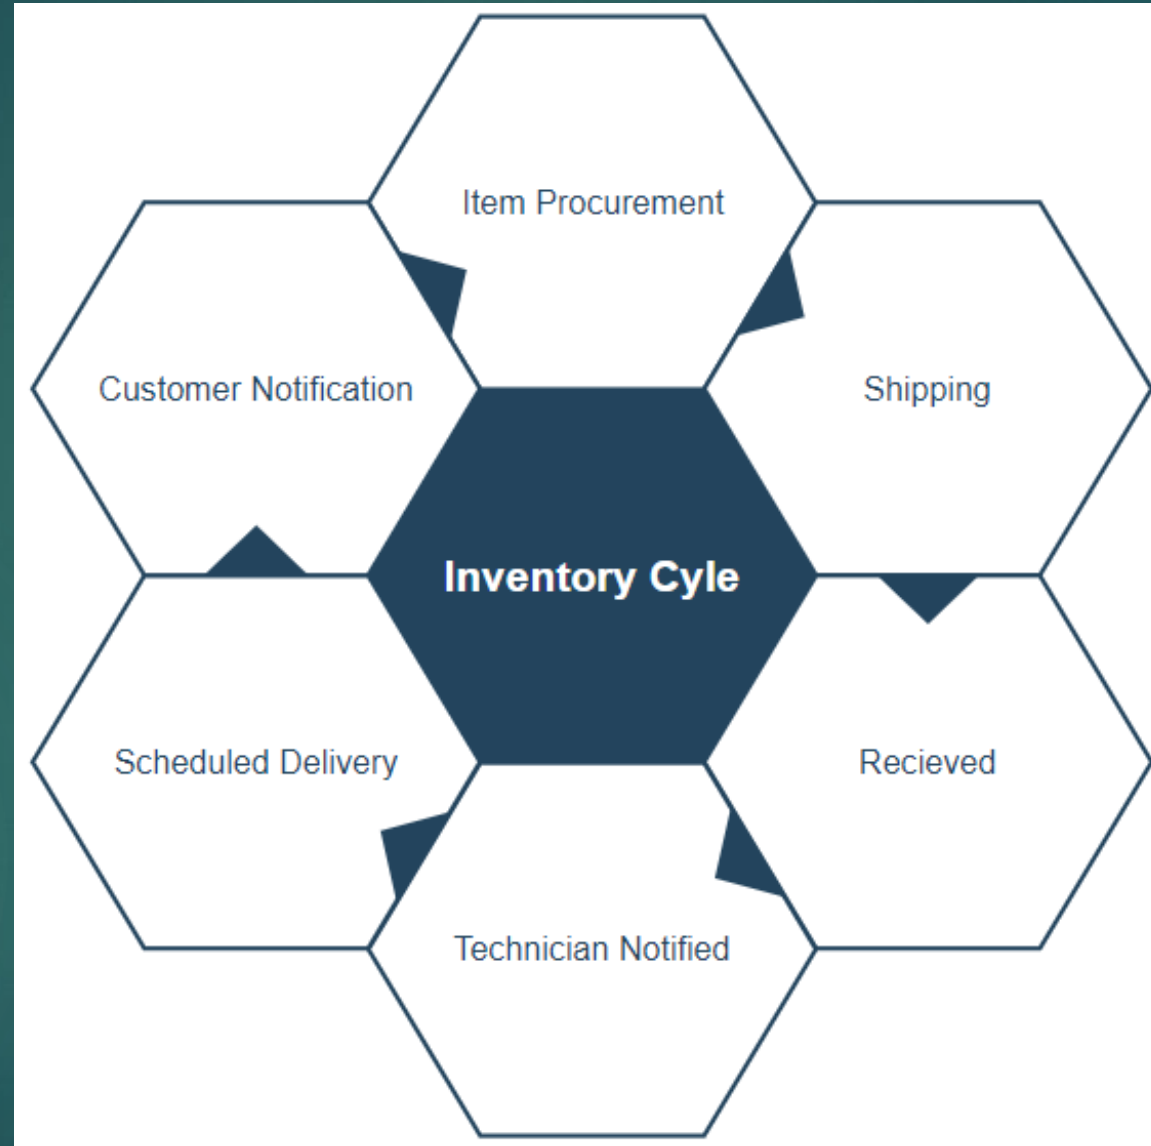 Item Procurement
Customer Notification
Shipping
Inventory Cyle
Scheduled Delivery
Recieved
Technician Notified